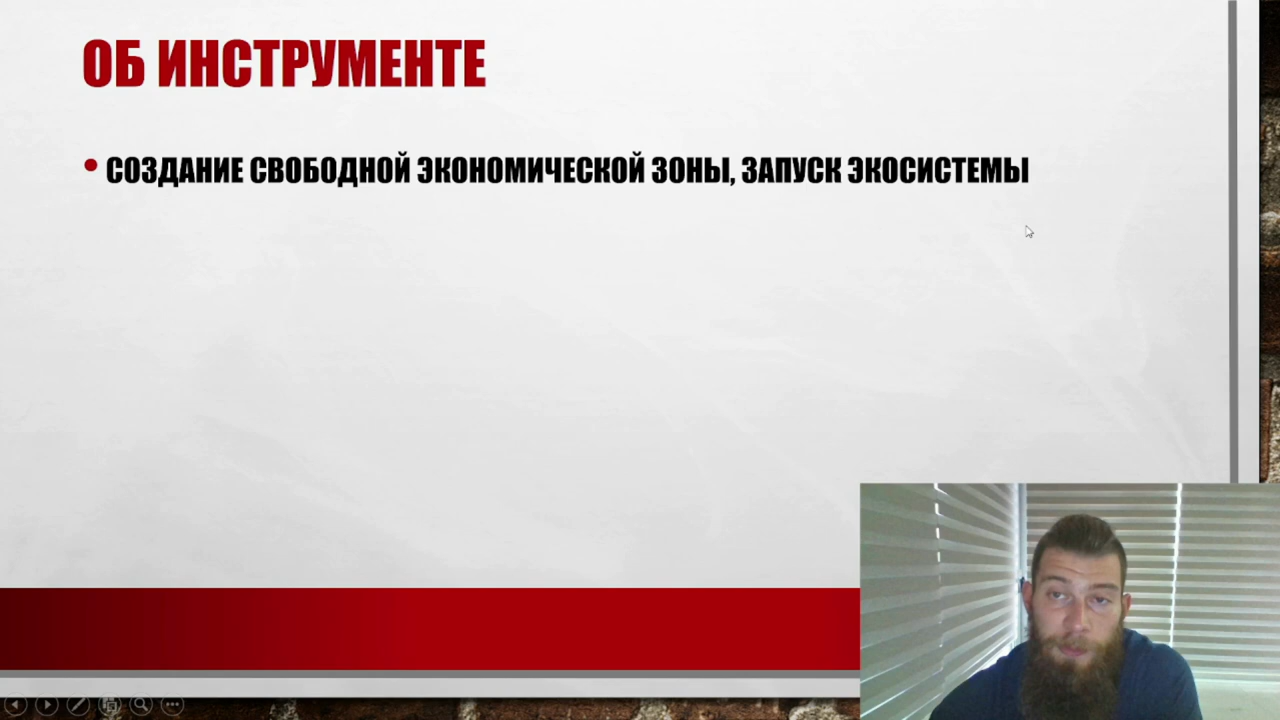 ОБ ИНСТРУМЕНТЕ
СОЗДАНИЕ СВОБОДНОЙ ЭКОНОМИЧЕСКОЙ ЗОНЫ, ЗАПУСК ЭКОСИСТЕМЫ